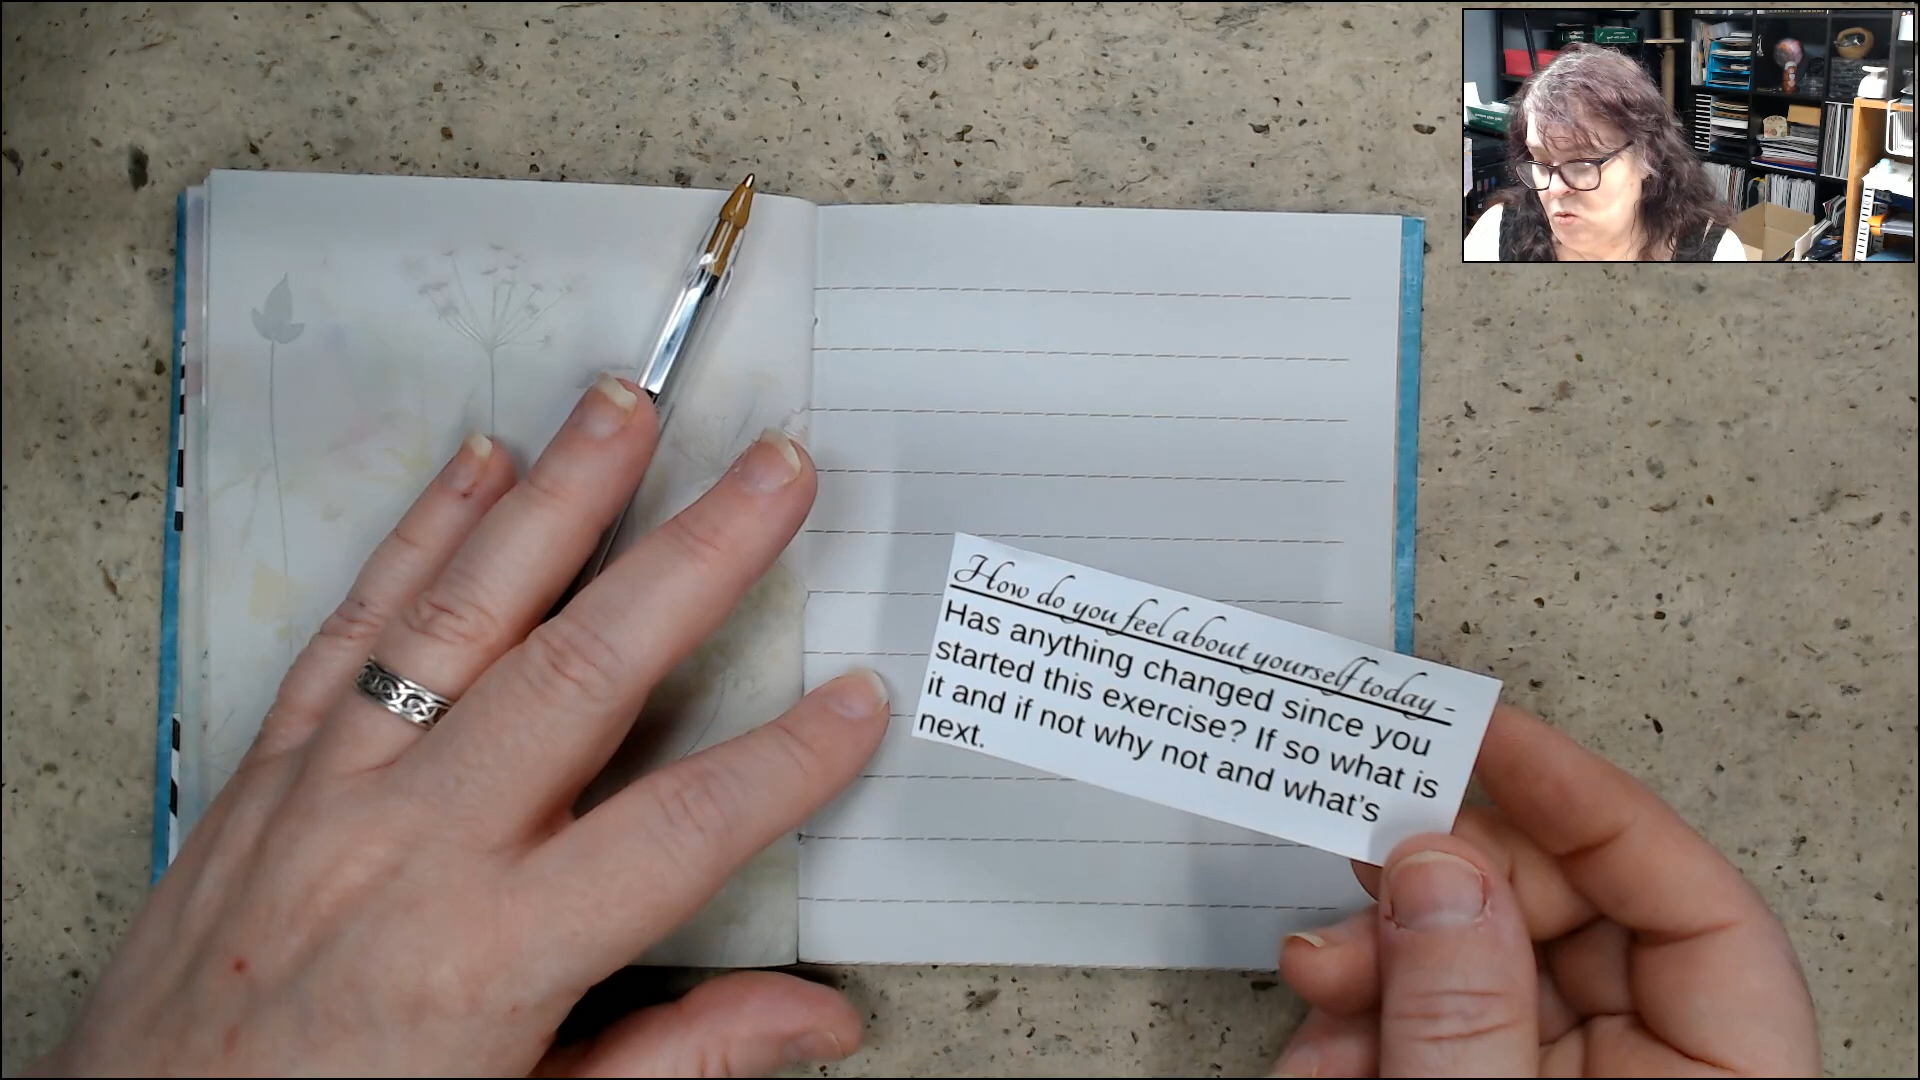 How do you feel about yourself today -
Has anything changed since you
started this exercise? If so what is
it and if not why not and what's
next.